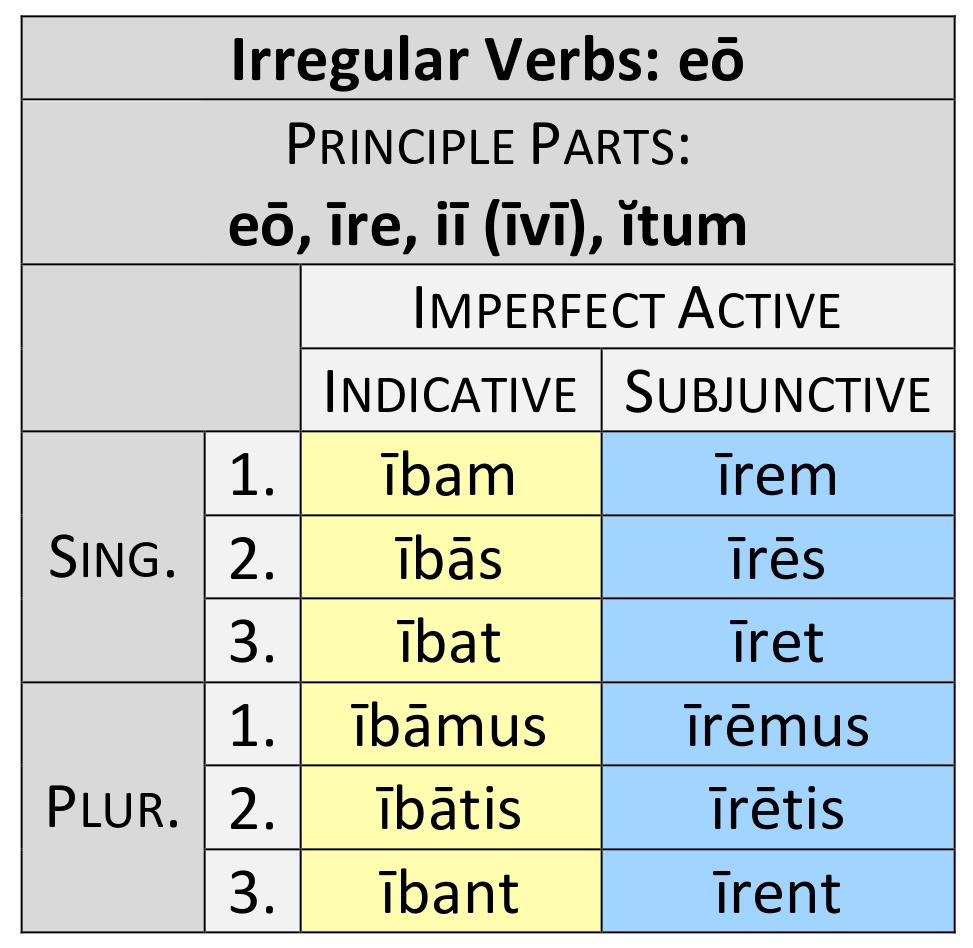 Irregular Verbs: eō
PRINCIPLE PARTS:
eō, īre, iī (īvī), ĭtum
IMPERFECT ACTIVE
INDICATIVE SUBJUNCTIVE
SING. 1. ībam īrem
2. ībās īrēs
3. ībat īret
PLUR. 1. ībāmus īrēmus
2. ībātis īrētis
3. ībant īrent